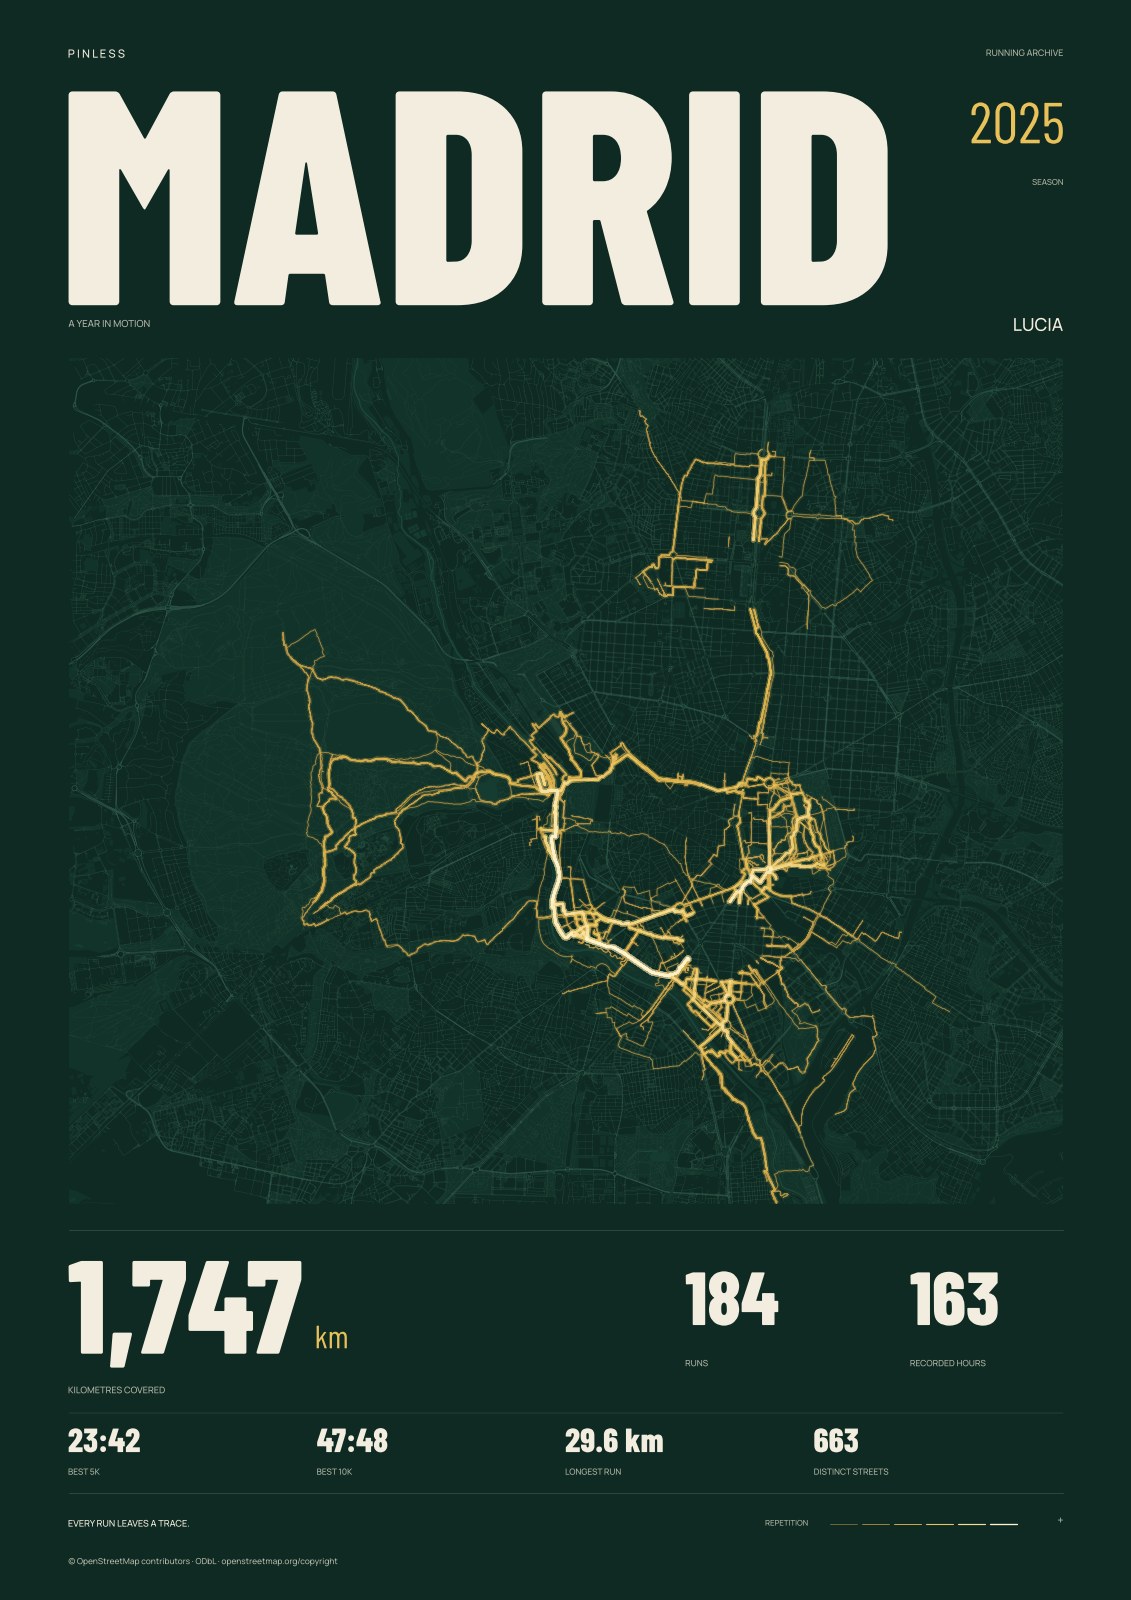 PINLESS
RUNNING ARCHIVE
MADRID
2025
SEASON
A YEAR IN MOTION
LUCIA
1,747 km
KILOMETRES COVERED
184
RUNS
163
RECORDED HOURS
23:42
BEST 5K
47:48
BEST 10K
29.6 km
LONGEST RUN
663
DISTINCT STREETS
EVERY RUN LEAVES A TRACE.
REPETITION
+
© OpenStreetMap contributors · ODbL · openstreetmap.org/copyright